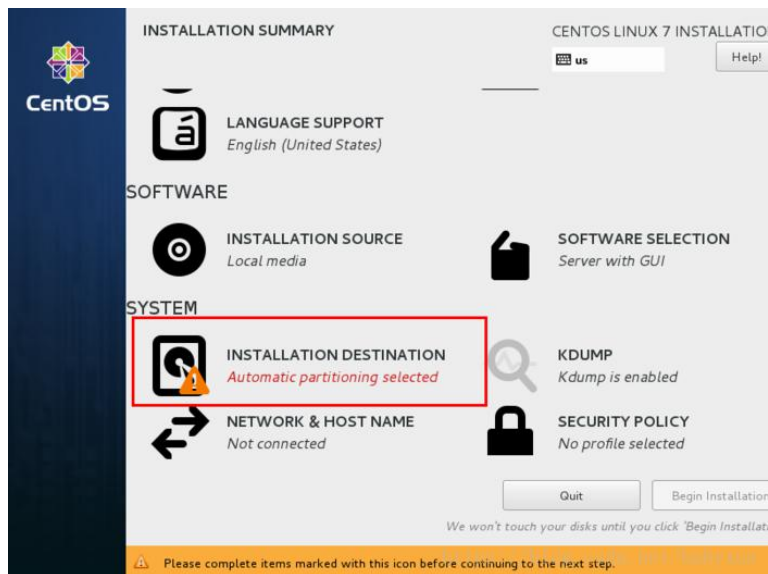 INSTALLATION SUMMARY
CENTOS LINUX 7 INSTALLATIO
us
Help!
CentOS
á
LANGUAGE SUPPORT
English (United States)
SOFTWARE
INSTALLATION SOURCE
Local media
SOFTWARE SELECTION
Server with GUI
SYSTEM
INSTALLATION DESTINATION
Automatic partitioning selected
KDUMP
Kdump is enabled
NETWORK & HOST NAME
Not connected
SECURITY POLICY
No profile selected
Quit
Begin Installation
We won't touch your disks until you click 'Begin Installat
Please complete items marked with this icon before continuing to the next step.